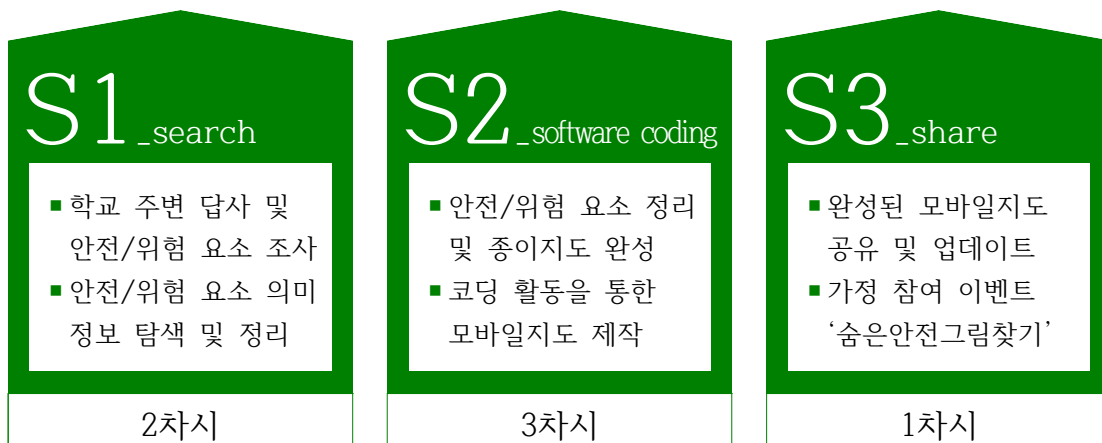 S1_search
■ 학교 주변 답사 및
안전/위험 요소 조사
■ 안전/위험 요소 의미
정보 탐색 및 정리
2차시
S2_software coding
■ 안전/위험 요소 정리
및 종이지도 완성
■ 코딩 활동을 통한
모바일지도 제작
3차시
S3_share
■ 완성된 모바일지도
공유 및 업데이트
■ 가정 참여 이벤트
‘숨은안전그림찾기’
1차시